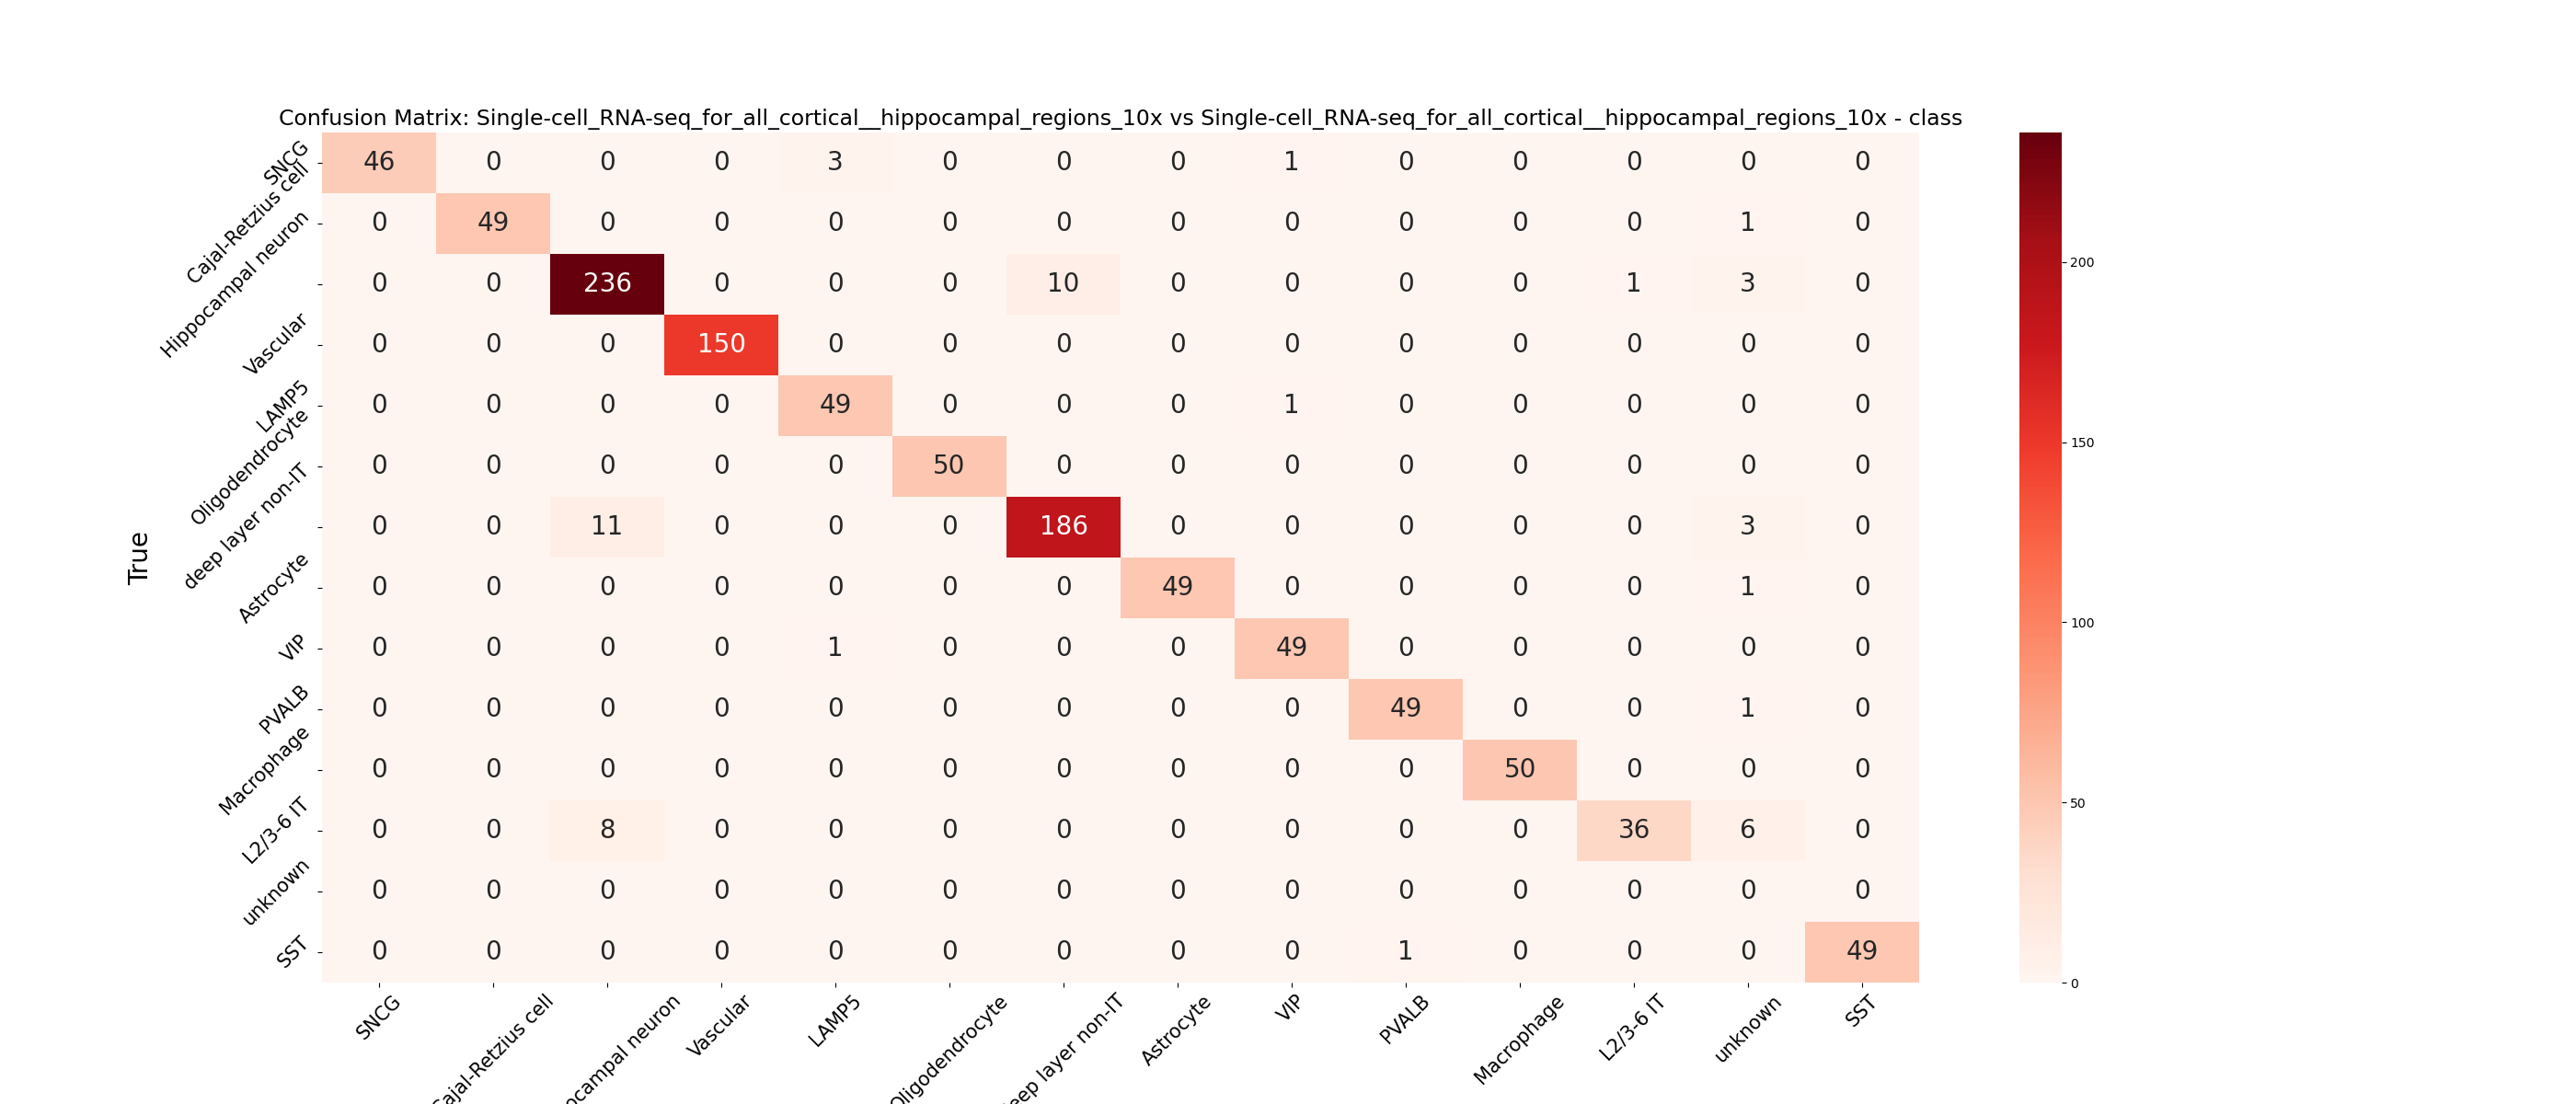 Confusion Matrix: Single-cell_RNA-seq_for_all_cortical__hippocampal_regions_10x vs Single-cell_RNA-seq_for_all_cortical__hippocampal_regions_10x - class
True
SNCG 46 0 0 0 3 0 0 0 1 0 0 0 0 0
Cajal-Retzius cell 0 49 0 0 0 0 0 0 0 0 0 0 1 0
Hippocampal neuron 0 0 236 0 0 0 10 0 0 0 0 1 3 0
Vascular 0 0 0 150 0 0 0 0 0 0 0 0 0 0
LAMP5 0 0 0 0 49 0 0 0 1 0 0 0 0 0
Oligodendrocyte 0 0 0 0 0 50 0 0 0 0 0 0 0 0
deep layer non-IT 0 0 11 0 0 0 186 0 0 0 0 0 3 0
Astrocyte 0 0 0 0 0 0 0 49 0 0 0 0 1 0
VIP 0 0 0 0 1 0 0 0 49 0 0 0 0 0
PVALB 0 0 0 0 0 0 0 0 0 49 0 0 1 0
Macrophage 0 0 0 0 0 0 0 0 0 0 50 0 0 0
L2/3-6 IT 0 0 8 0 0 0 0 0 0 0 0 36 6 0
unknown 0 0 0 0 0 0 0 0 0 0 0 0 0 0
SST 0 0 0 0 0 0 0 0 0 1 0 0 0 49
SNCG
Cajal-Retzius cell
ocampal neuron
Vascular
LAMP5
Oligodendrocyte
eep layer non-IT
Astrocyte
VIP
PVALB
Macrophage
L2/3-6 IT
unknown
SST
200
150
100
50
0